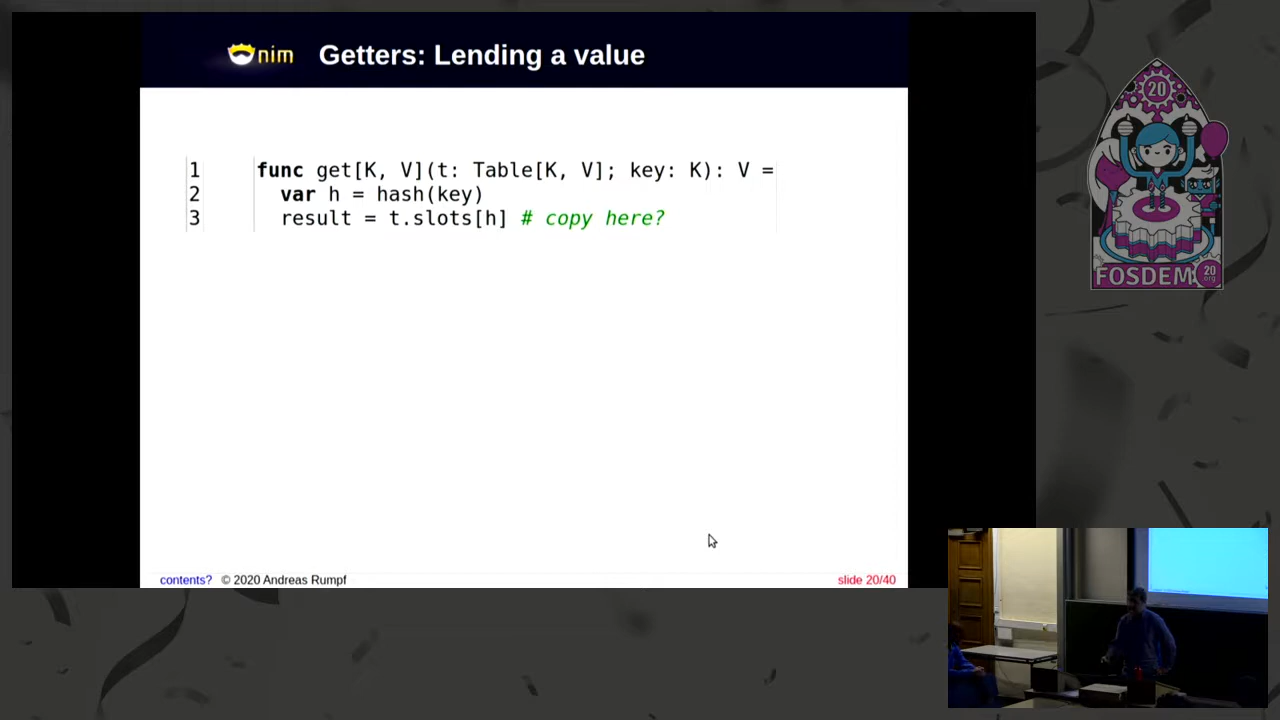 nim
Getters: Lending a value
1 func get[K, V](t: Table[K, V]; key: K): V =
2 var h = hash(key)
3 result = t.slots[h] # copy here?
contents? © 2020 Andreas Rumpf
slide 20/40
20
FOSDEM
20
.org